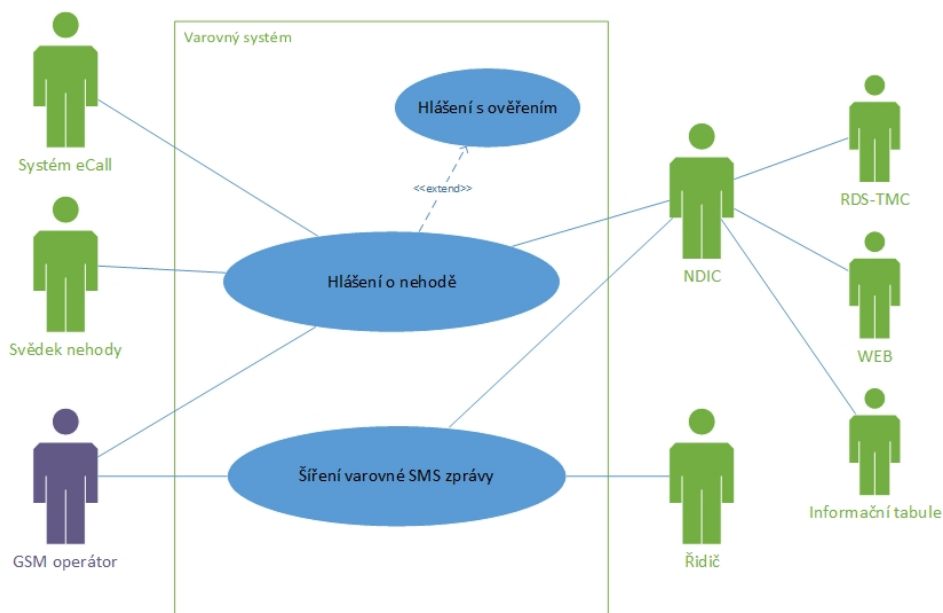 Varovný systém
Systém eCall
Hlášení s ověřením
RDS-TMC
<<extend>>
Svědek nehody
Hlášení o nehodě
NDIC
WEB
GSM operátor
Šíření varovné SMS zprávy
Řidič
Informační tabule